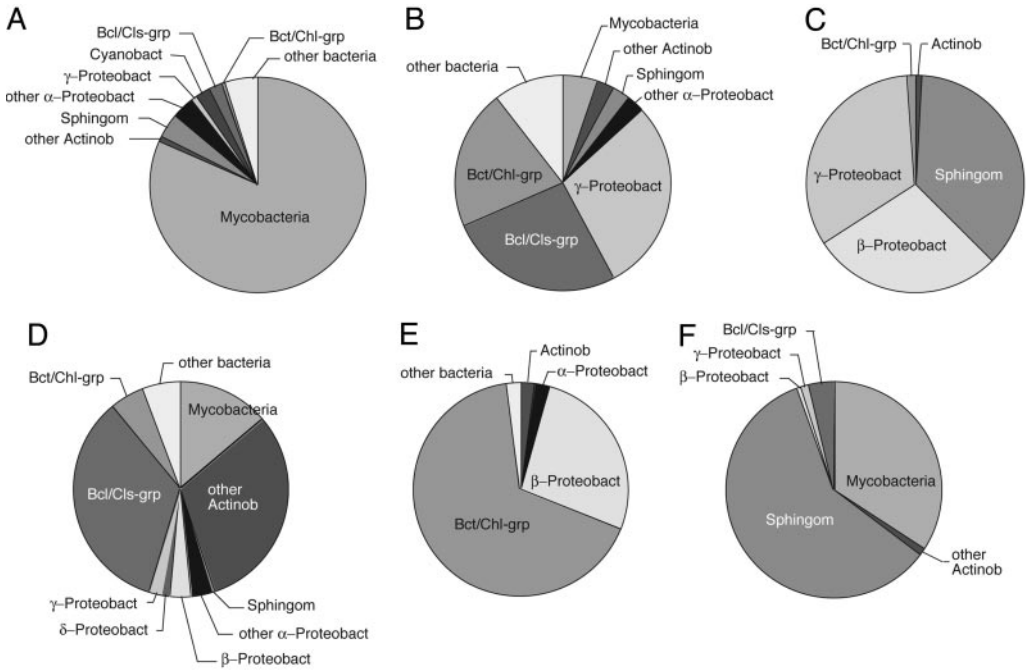 A
Bcl/Cls-grp
Bct/Chl-grp
Cyanobact
other bacteria
γ–Proteobact
other α–Proteobact
Sphingom
other Actinob
Mycobacteria
B
Mycobacteria
other Actinob
other bacteria
Sphingom
other α–Proteobact
Bct/Chl-grp
γ–Proteobact
Bcl/Cls-grp
C
Bct/Chl-grp
Actinob
γ–Proteobact
Sphingom
β–Proteobact
D
other bacteria
Bct/Chl-grp
Mycobacteria
Bcl/Cls-grp
other
Actinob
γ–Proteobact
Sphingom
δ–Proteobact
other α–Proteobact
β–Proteobact
E
Actinob
other bacteria
α–Proteobact
β–Proteobact
Bct/Chl-grp
F
Bcl/Cls-grp
γ–Proteobact
β–Proteobact
Mycobacteria
Sphingom
other
Actinob